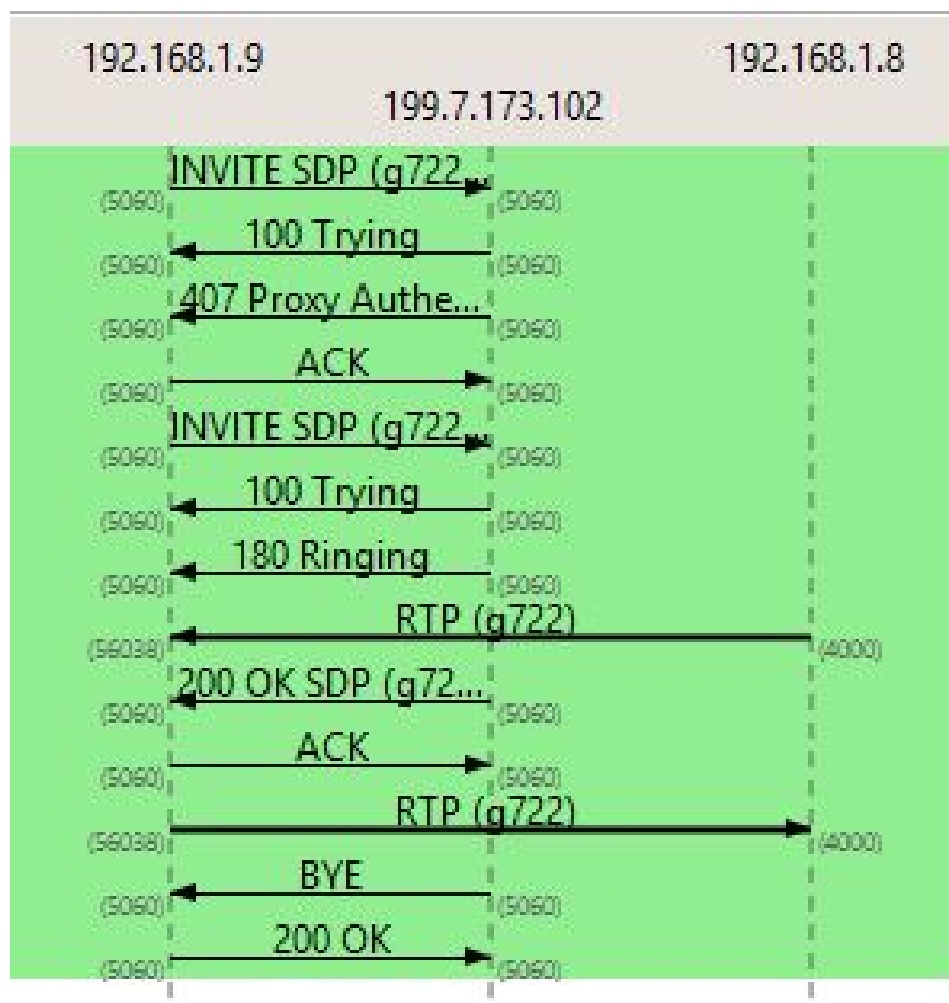 192.168.1.9 192.168.1.8
199.7.173.102
INVITE SDP (g722...
(5060) (5060)
100 Trying
(5060) (5060)
407 Proxy Authe...
(5060) (5060)
ACK
(5060) (5060)
INVITE SDP (g722...
(5060) (5060)
100 Trying
(5060) (5060)
180 Ringing
(5060) (5060)
RTP (g722)
(56038) (4000)
200 OK SDP (g72...
(5060) (5060)
ACK
(5060) (5060)
RTP (g722)
(56038) (4000)
BYE
(5060) (5060)
200 OK
(5060) (5060)